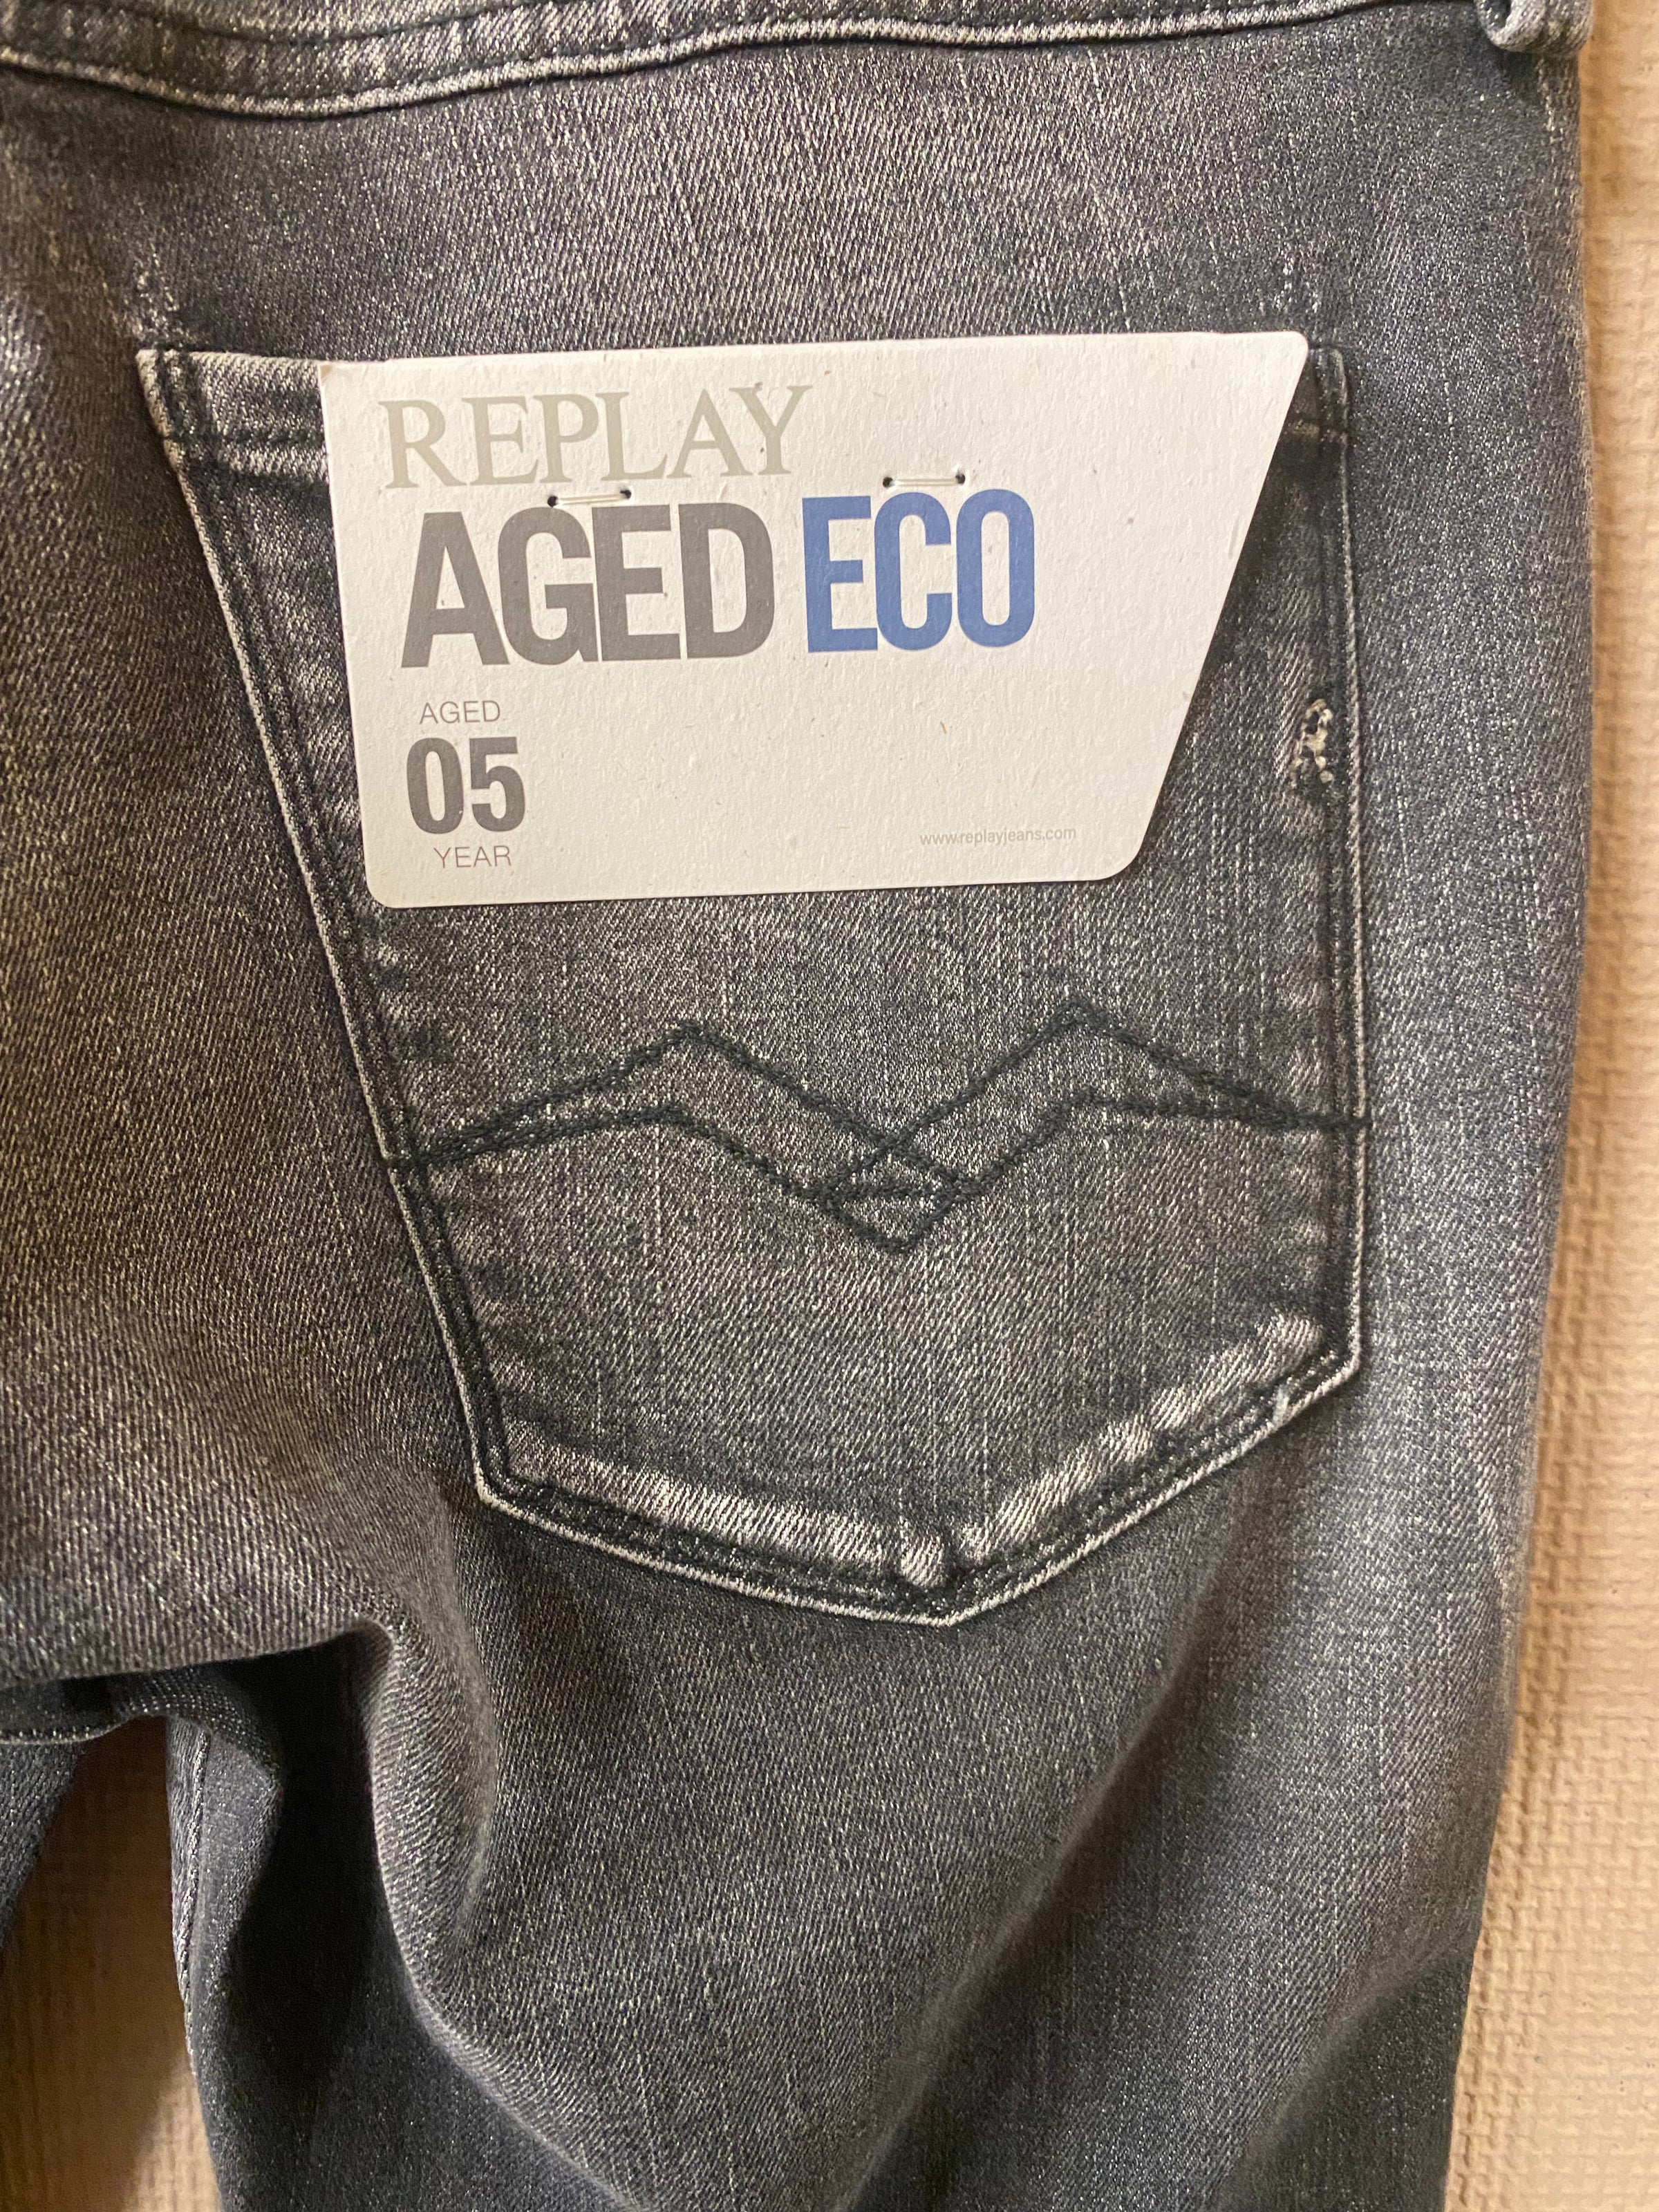 REPLAY
AGED ECO
AGED
05
YEAR
www.replayjeans.com